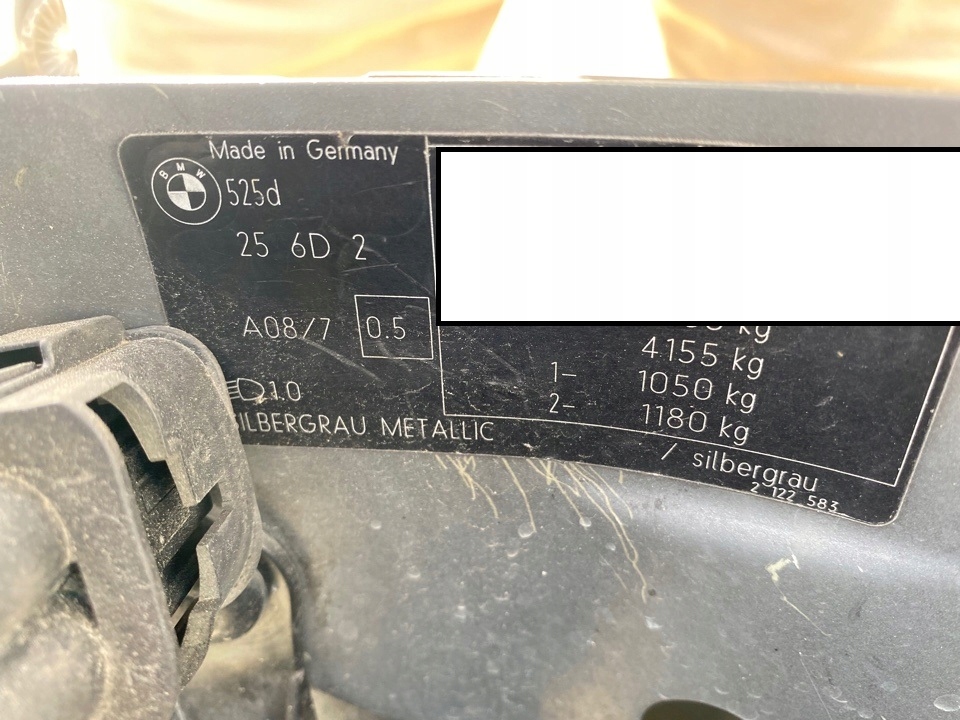 Made in Germany
BMW
525d
25 6D 2
A08/7 0.5
kg
4155 kg
1- 1050 kg
2- 1180 kg
1.0
SILBERGRAU METALLIC
/ silbergrau
2 122 583